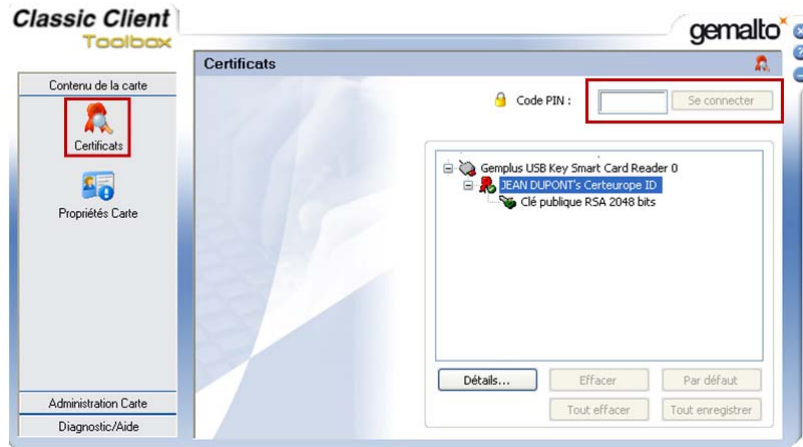 Classic Client
Toolbox
gemalto
Certificats
Contenu de la carte
Certificats
Propriétés Carte
Administration Carte
Diagnostic/Aide
Code PIN :
Se connecter
Gemplus USB Key Smart Card Reader 0
JEAN DUPONT's Certeurope ID
Clé publique RSA 2048 bits
Détails...
Effacer
Par défaut
Tout effacer
Tout enregistrer